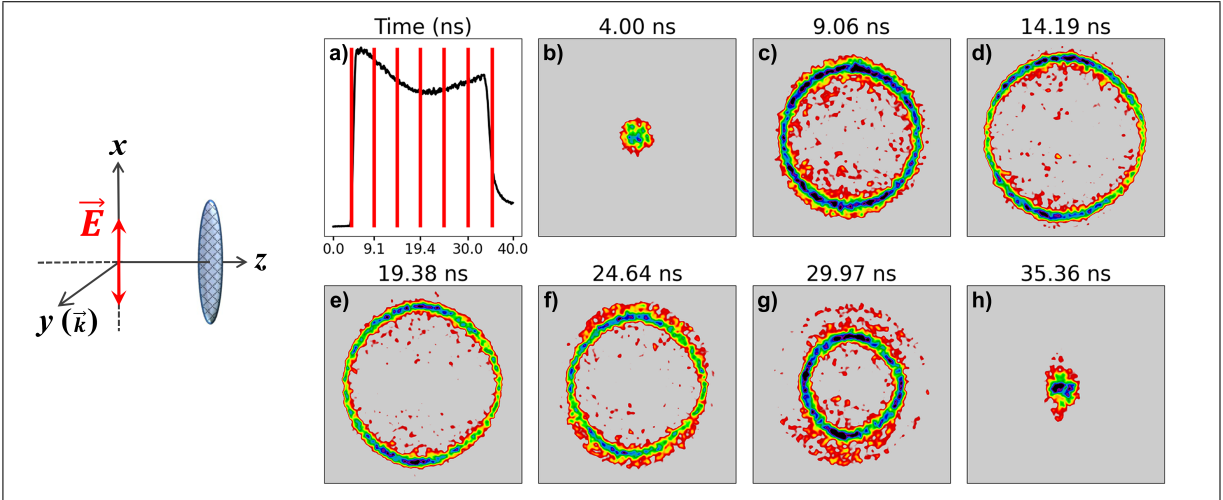 Time (ns)
4.00 ns
9.06 ns
14.19 ns
a)
b)
c)
d)
x
E
z
y (k)
0.0 9.1 19.4 30.0 40.0
19.38 ns
24.64 ns
29.97 ns
35.36 ns
e)
f)
g)
h)